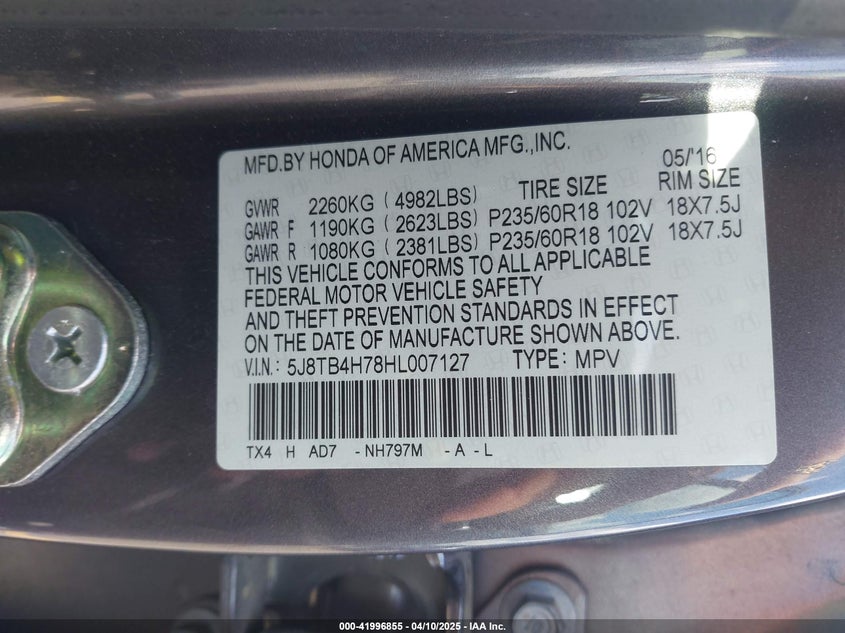 MFD.BY HONDA OF AMERICA MFG.,INC. 05/'16
GVWR 2260KG ( 4982LBS) TIRE SIZE RIM SIZE
GAWR F 1190KG ( 2623LBS) P235/60R18 102V 18X7.5J
GAWR R 1080KG ( 2381LBS) P235/60R18 102V 18X7.5J
THIS VEHICLE CONFORMS TO ALL APPLICABLE
FEDERAL MOTOR VEHICLE SAFETY
AND THEFT PREVENTION STANDARDS IN EFFECT
ON THE DATE OF MANUFACTURE SHOWN ABOVE.
V.I.N.: 5J8TB4H78HL007127 TYPE: MPV
TX4 H AD7 -NH797M -A -L
000-41996855 - 04/10/2025 - IAA Inc.